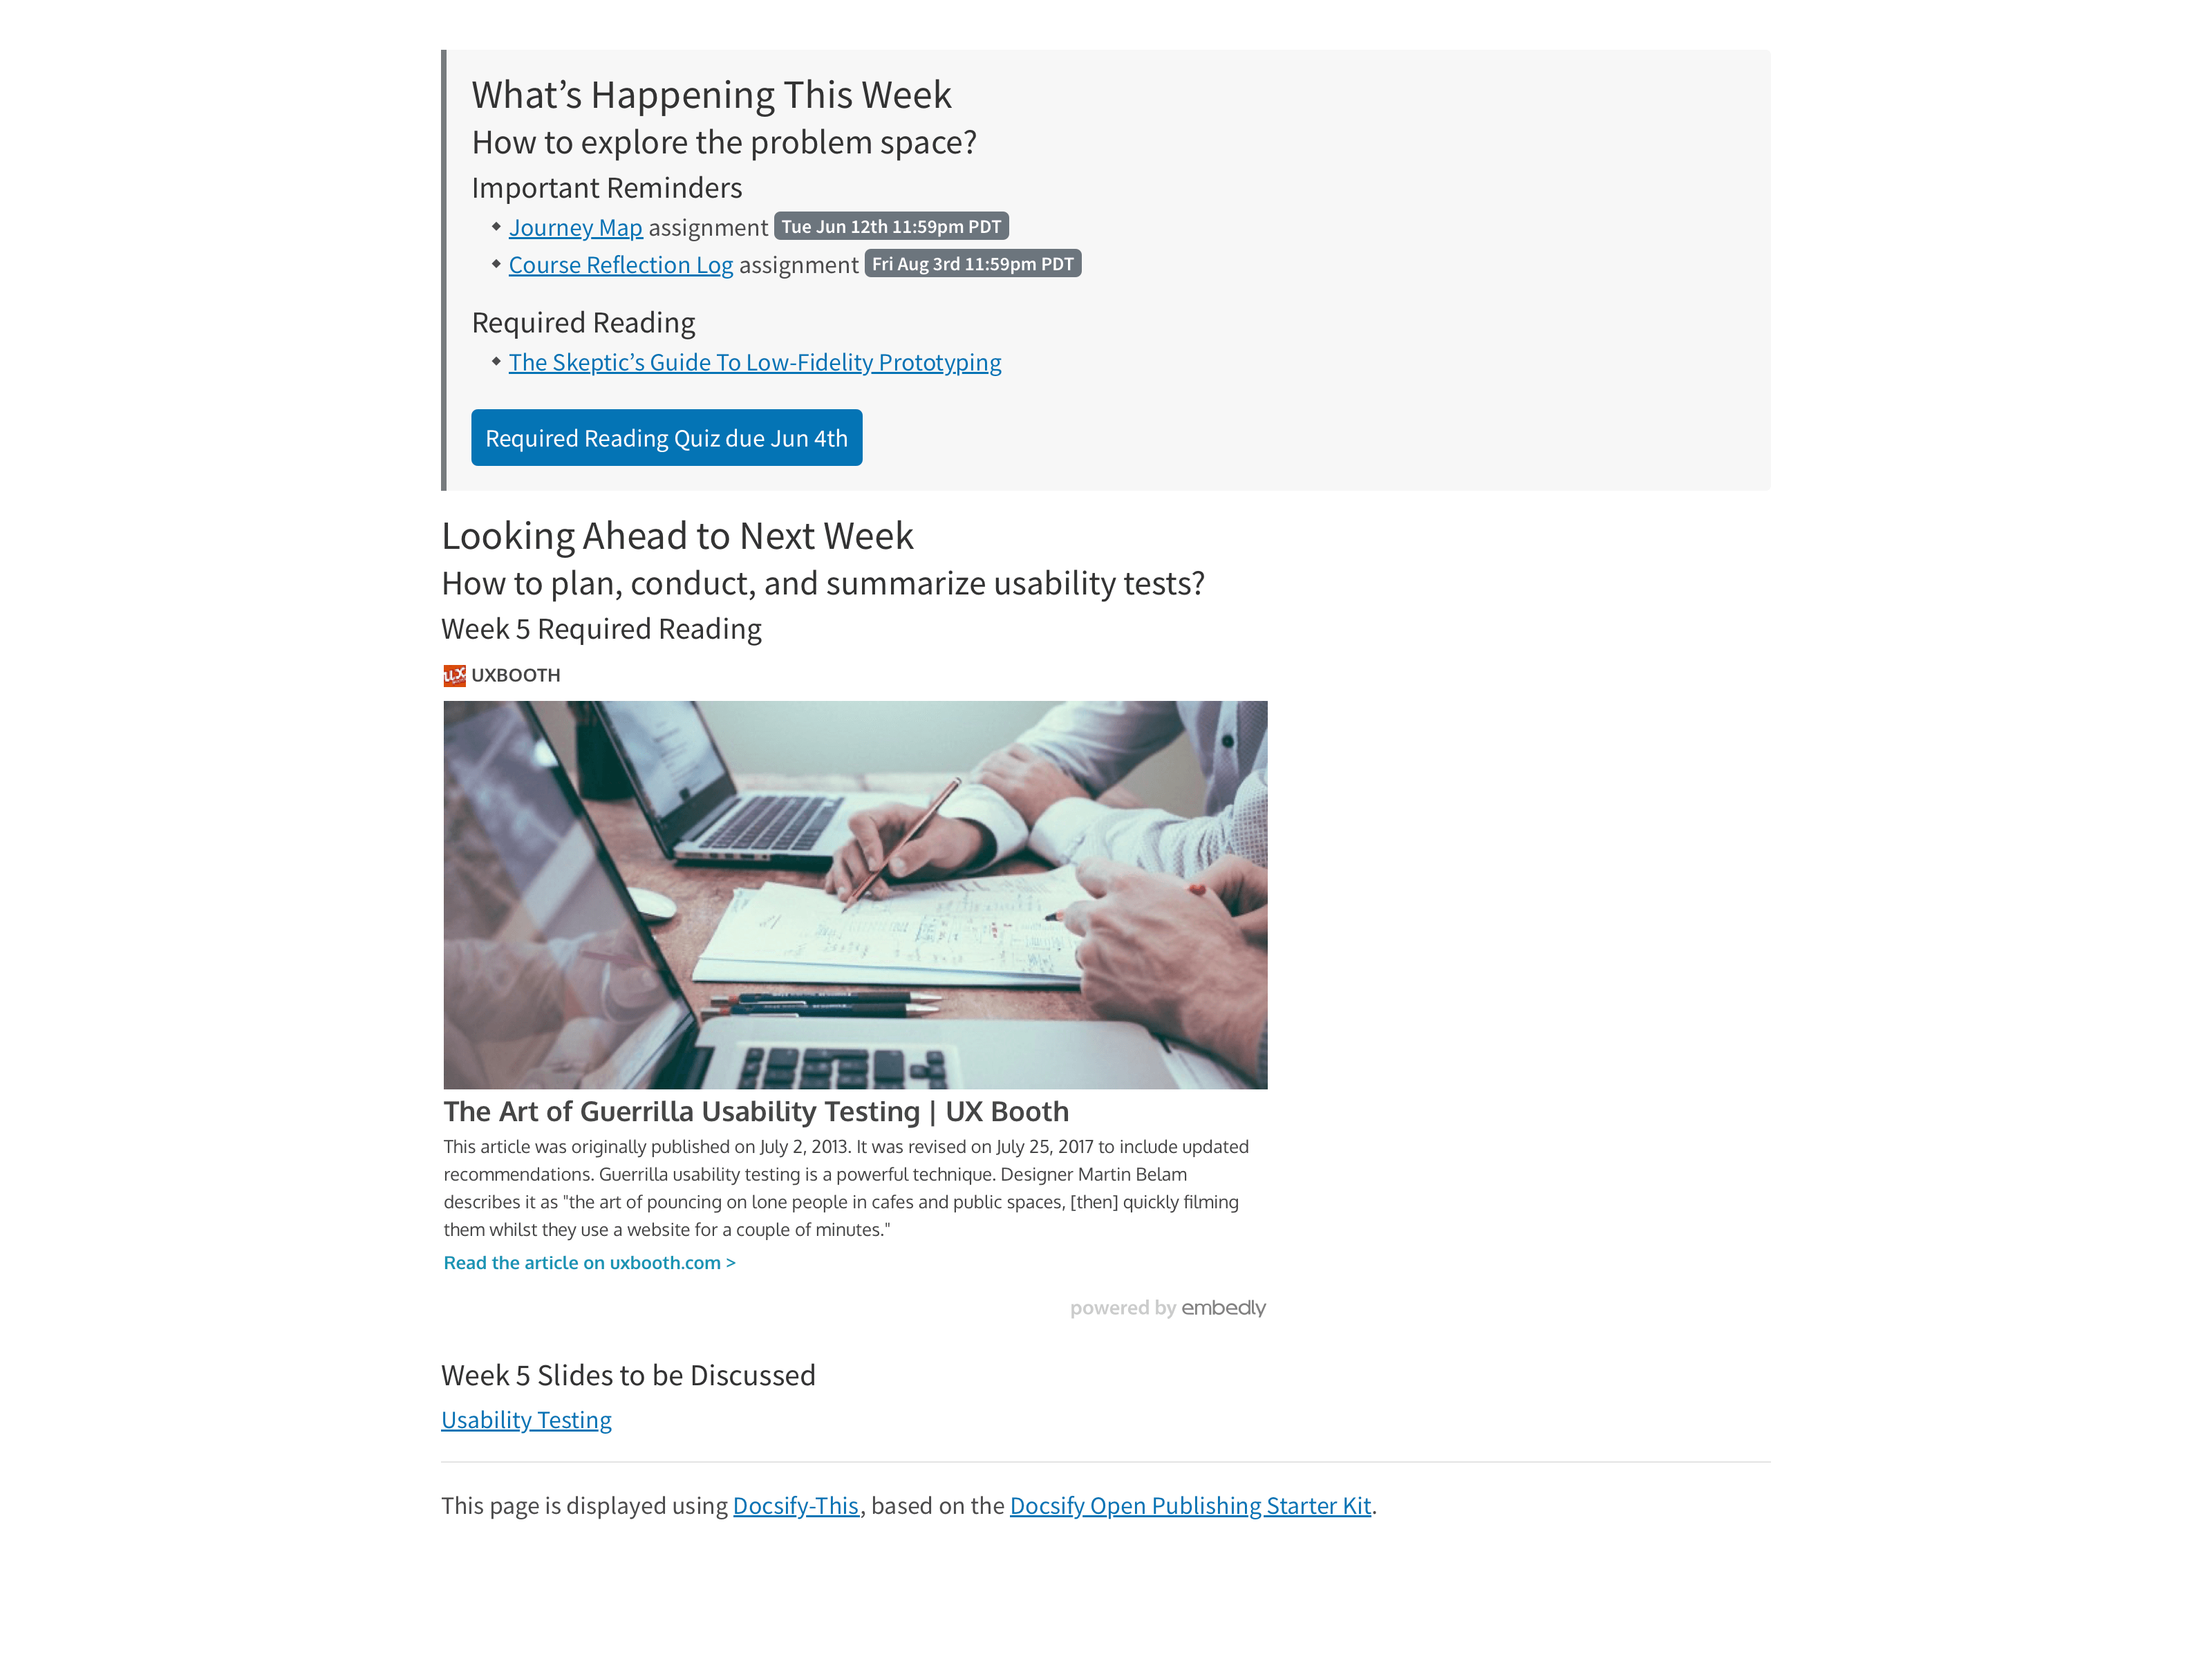 What’s Happening This Week
How to explore the problem space?
Important Reminders
Journey Map assignment Tue Jun 12th 11:59pm PDT
Course Reflection Log assignment Fri Aug 3rd 11:59pm PDT
Required Reading
The Skeptic’s Guide To Low-Fidelity Prototyping
Required Reading Quiz due Jun 4th
Looking Ahead to Next Week
How to plan, conduct, and summarize usability tests?
Week 5 Required Reading
ux UXBOOTH
The Art of Guerrilla Usability Testing | UX Booth
This article was originally published on July 2, 2013. It was revised on July 25, 2017 to include updated
recommendations. Guerrilla usability testing is a powerful technique. Designer Martin Belam
describes it as "the art of pouncing on lone people in cafes and public spaces, [then] quickly filming
them whilst they use a website for a couple of minutes."
Read the article on uxbooth.com >
powered by embedly
Week 5 Slides to be Discussed
Usability Testing
This page is displayed using Docsify-This, based on the Docsify Open Publishing Starter Kit.